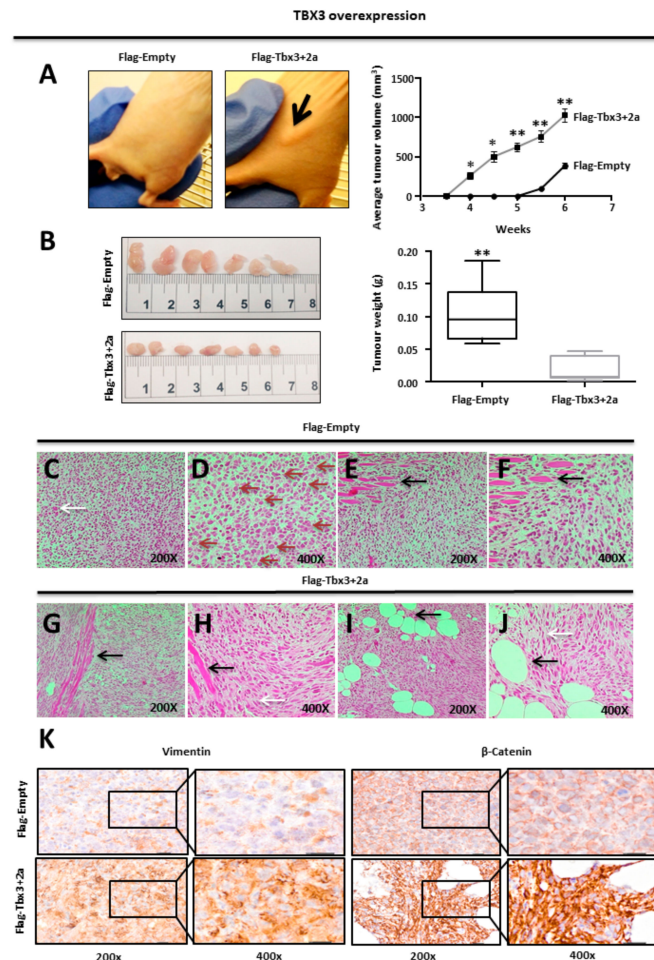 TBX3 overexpression
A
Flag-Empty
Flag-Tbx3+2a
Average tumour volume (mm3)
1500
1000
500
0
*
*
**
**
**
**
Flag-Tbx3+2a
Flag-Empty
3
4
5
6
7
Weeks
B
Flag-Empty
1 2 3 4 5 6 7 8
Flag-Tbx3+2a
1 2 3 4 5 6 7 8
Tumour weight (g)
0.20
0.15
0.10
0.05
0.00
**
Flag-Empty
Flag-Tbx3+2a
Flag-Empty
C
200X
D
400X
E
200X
F
400X
Flag-Tbx3+2a
G
200X
H
400X
I
200X
J
400X
K
Vimentin
β-Catenin
Flag-Empty
Flag-Tbx3+2a
200x
400x
200x
400x